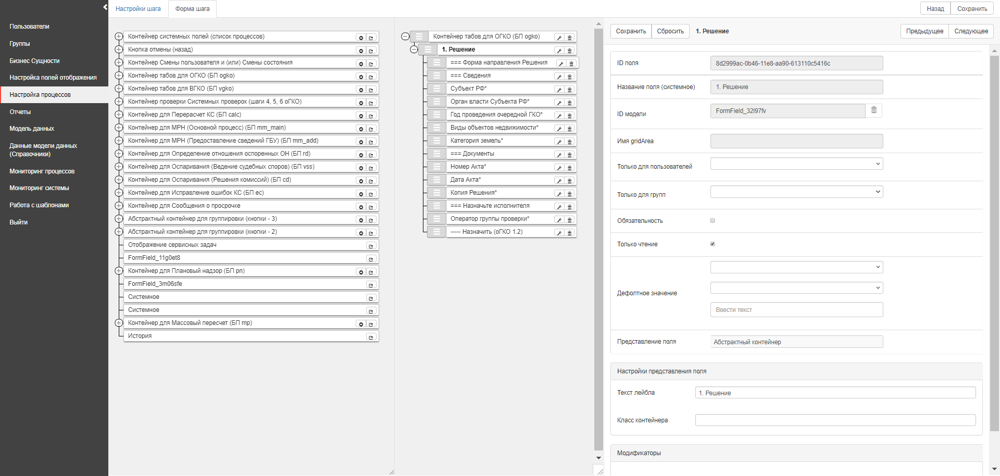 Пользователи
Группы
Бизнес Сущности
Настройка полей отображения
Настройка процессов
Отчеты
Модель данных
Данные модели данных
(Справочники)
Мониторинг процессов
Мониторинг системы
Работа с шаблонами
Выйти
Настройки шага
Форма шага
Назад
Сохранить
Контейнер системных полей (список процессов)
Кнопка отмены (назад)
Контейнер Смены пользователя и (или) Смены состояния
Контейнер табов для ОГКО (БП ogko)
Контейнер табов для ВГКО (БП vgko)
Контейнер проверки Системных проверок (шаги 4, 5, 6 оГКО)
Контейнер для Перерасчет КС (БП calc)
Контейнер для МРН (Основной процесс) (БП mm_main)
Контейнер для МРН (Предоставление сведений ГБУ) (БП mm_add)
Контейнер для Определение отношения оспоренных ОН (БП rd)
Контейнер для Оспаривания (Ведение судебных споров) (БП vss)
Контейнер для Оспаривания (Решения комиссий) (БП cd)
Контейнер для Исправление ошибок КС (БП ec)
Контейнер для Сообщения о просрочке
Абстрактный контейнер для группировки (кнопки - 3)
Абстрактный контейнер для группировки (кнопки - 2)
Отображение сервисных задач
FormField_11g0et8
Контейнер для Плановый надзор (БП pn)
FormField_3m06sfe
Системное
Системное
Контейнер для Массовый пересчет (БП mp)
История
Контейнер табов для ОГКО (БП ogko)
1. Решение
=== Форма направления Решения
=== Сведения
Субъект РФ*
Орган власти Субъекта РФ*
Год проведения очередной ГКО*
Виды объектов недвижимости*
Категория земель*
=== Документы
Номер Акта*
Дата Акта*
Копия Решения*
=== Назначьте исполнителя
Оператор группы проверки*
----- Назначить (оГКО 1.2)
Сохранить
Сбросить
1. Решение
Предыдущее
Следующее
ID поля
8d2999ac-0b46-11e8-aa90-613110c5416c
Название поля (системное)
1. Решение
ID модели
FormField_32l97fv
Имя gridArea
Только для пользователей
Только для групп
Обязательность
Только чтение
Дефолтное значение
Ввести текст
Представление поля
Абстрактный контейнер
Настройки представления поля
Текст лейбла
1. Решение
Класс контейнера
Модификаторы